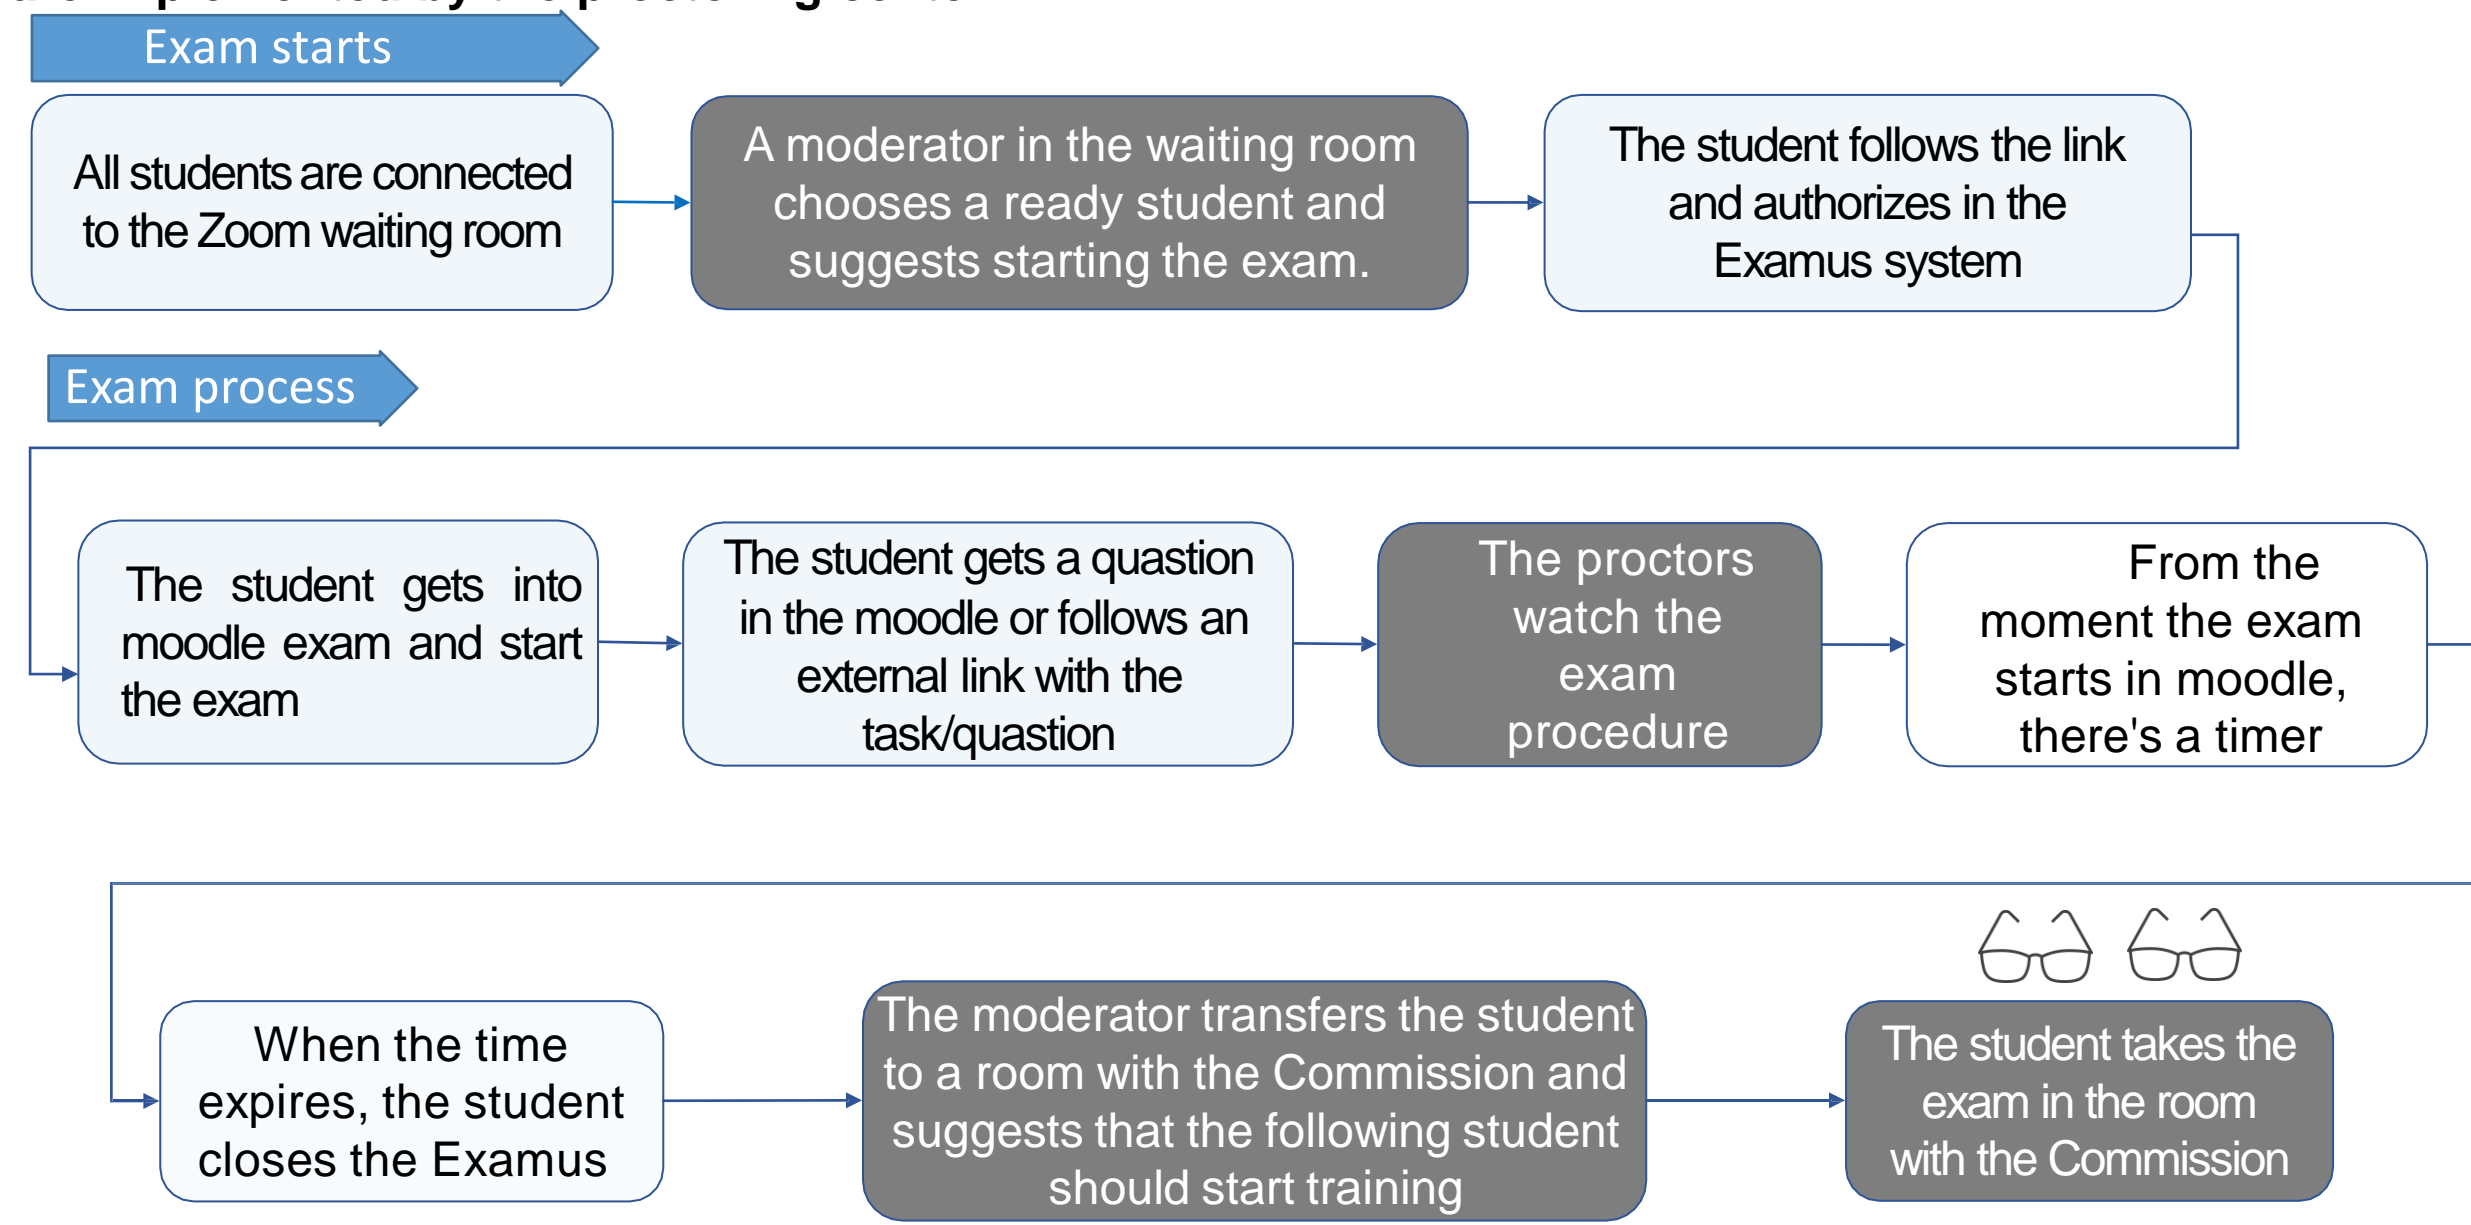 Exam starts
All students are connected
to the Zoom waiting room
A moderator in the waiting room
chooses a ready student and
suggests starting the exam.
The student follows the link
and authorizes in the
Examus system
Exam process
The student gets into
moodle exam and start
the exam
The student gets a quastion
in the moodle or follows an
external link with the
task/quastion
The proctors
watch the
exam
procedure
From the
moment the exam
starts in moodle,
there's a timer
When the time
expires, the student
closes the Examus
The moderator transfers the student
to a room with the Commission and
suggests that the following student
should start training
The student takes the
exam in the room
with the Commission